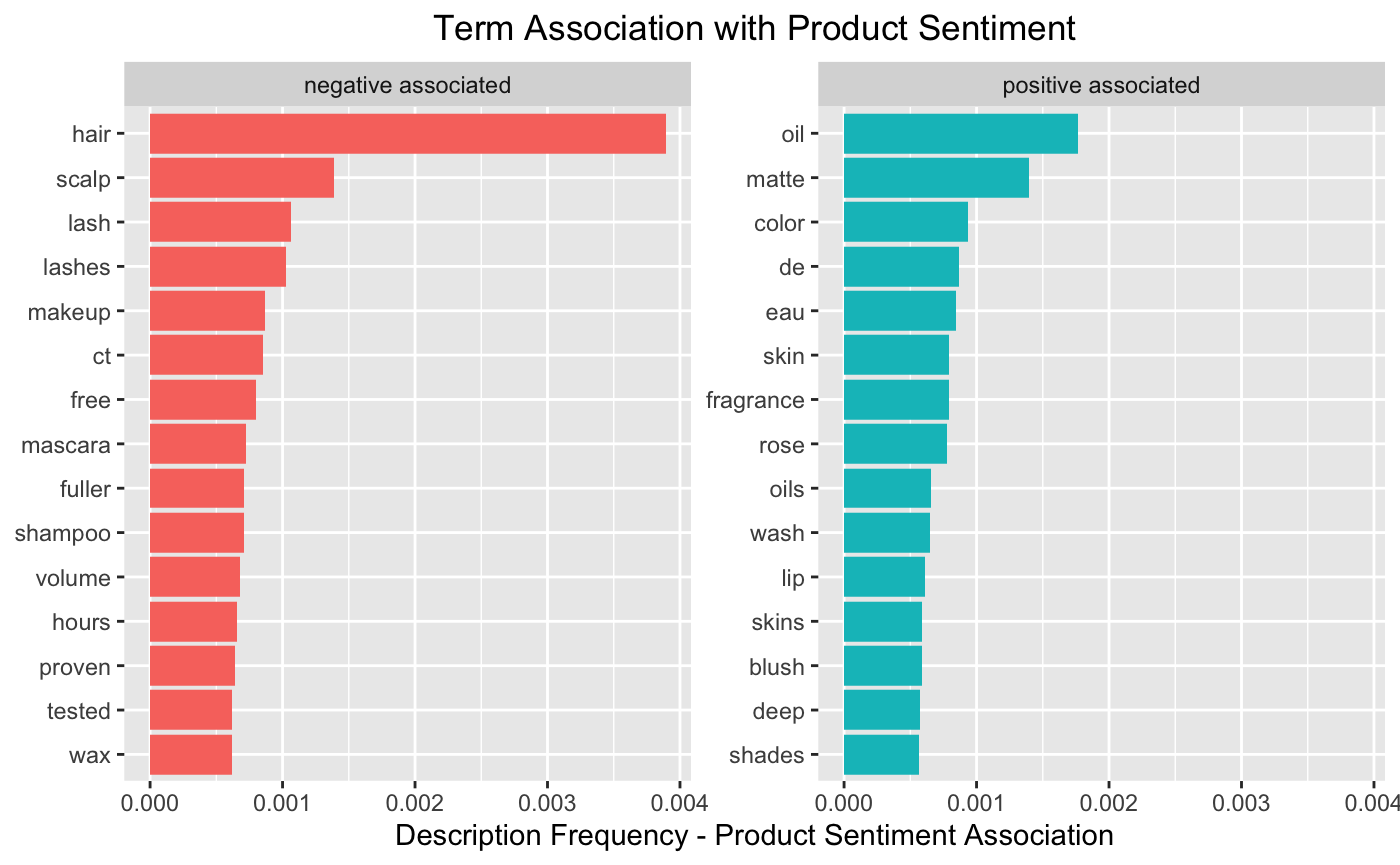 Term Association with Product Sentiment
negative associated
hair
scalp
lash
lashes
makeup
ct
free
mascara
fuller
shampoo
volume
hours
proven
tested
wax
0.000 0.001 0.002 0.003 0.004
positive associated
oil
matte
color
de
eau
skin
fragrance
rose
oils
wash
lip
skins
blush
deep
shades
0.000 0.001 0.002 0.003 0.004
Description Frequency - Product Sentiment Association